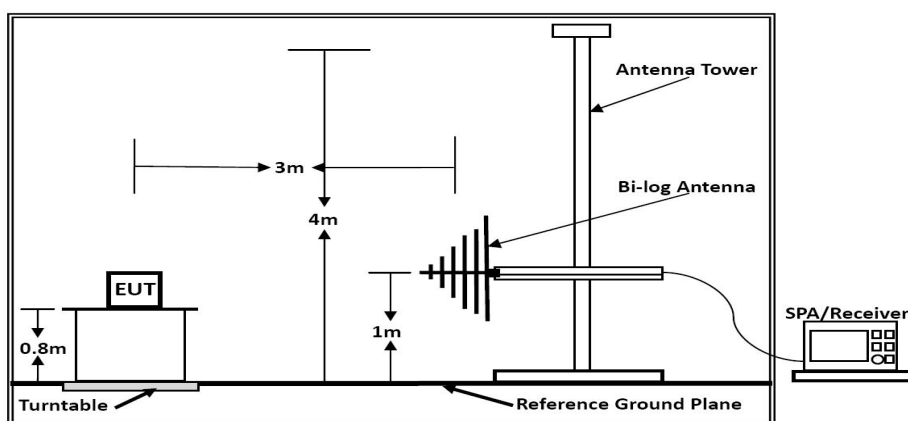 Antenna Tower
3m
Bi-log Antenna
4m
EUT
SPA/Receiver
1m
0.8m
Turntable
Reference Ground Plane